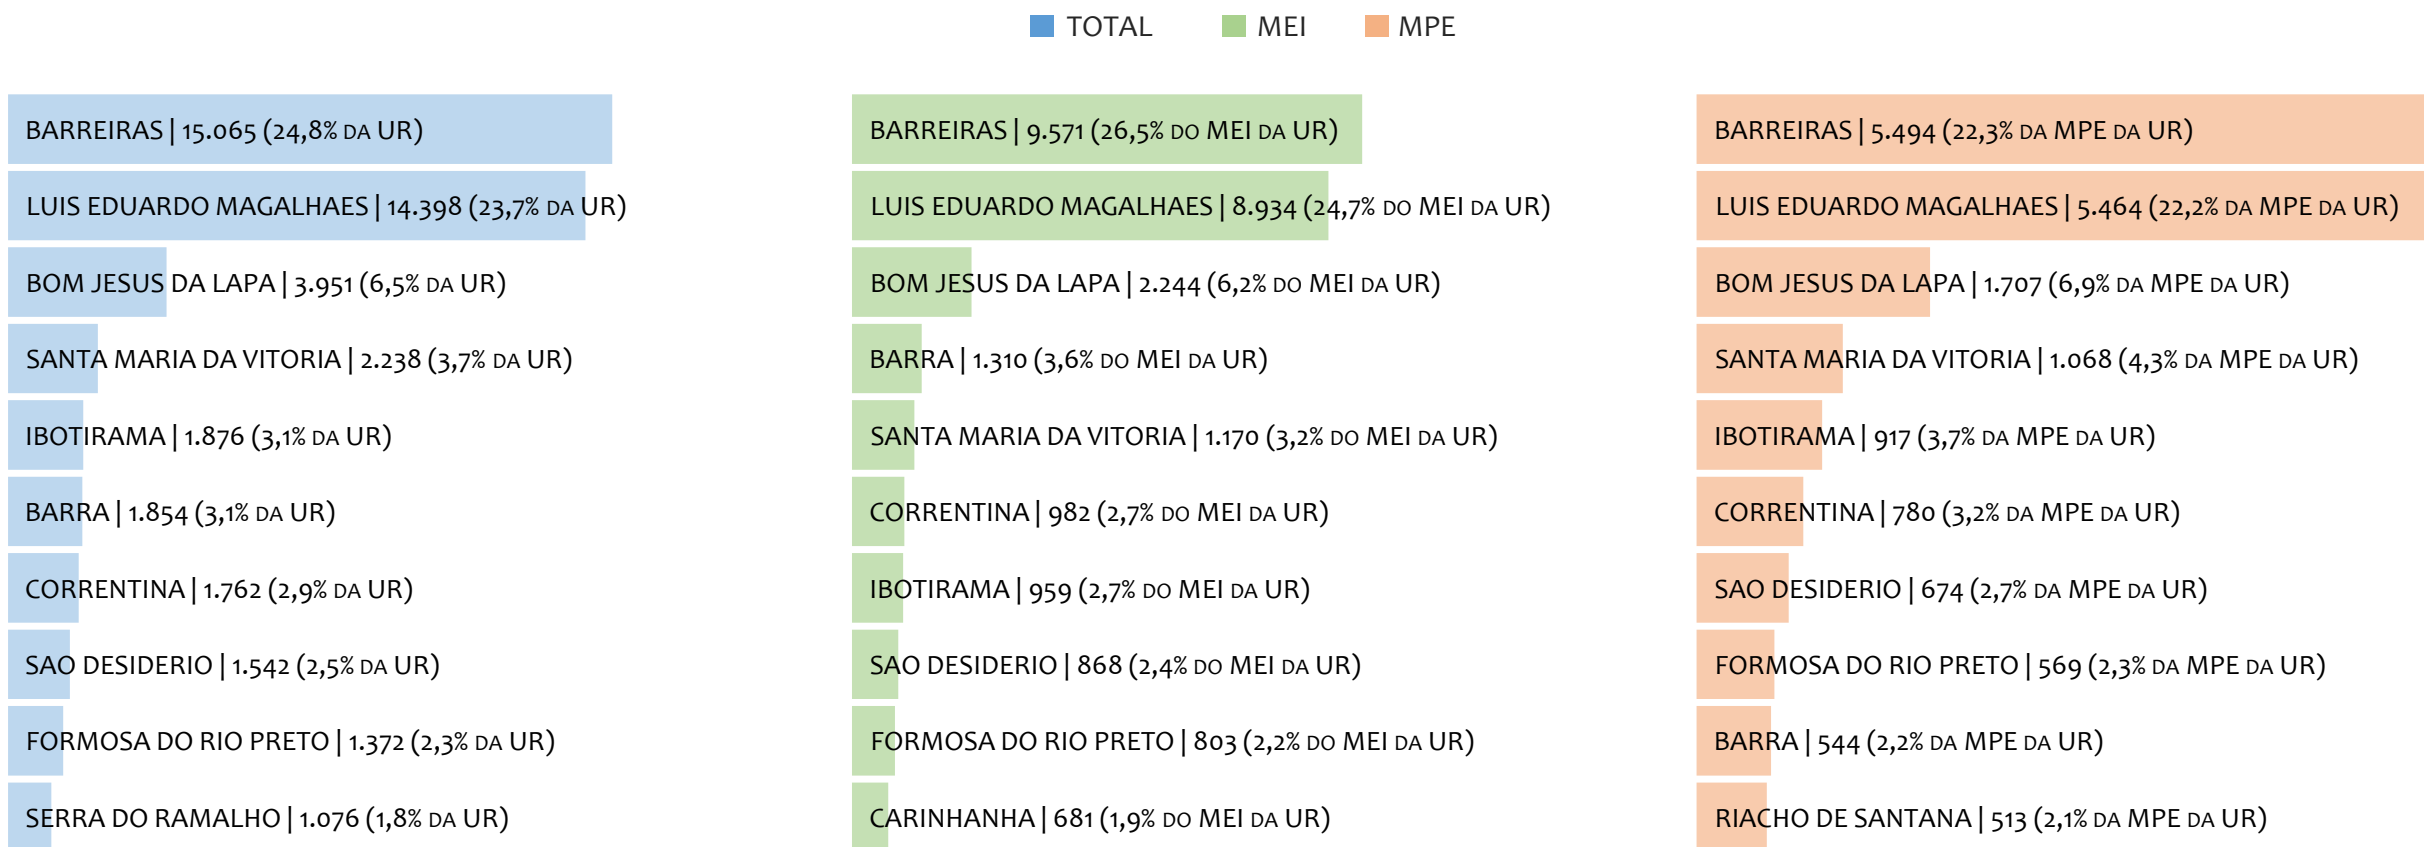 TOTAL MEI MPE
BARREIRAS | 15.065 (24,8% DA UR)
LUIS EDUARDO MAGALHAES | 14.398 (23,7% DA UR)
BOM JESUS DA LAPA | 3.951 (6,5% DA UR)
SANTA MARIA DA VITORIA | 2.238 (3,7% DA UR)
IBOTIRAMA | 1.876 (3,1% DA UR)
BARRA | 1.854 (3,1% DA UR)
CORRENTINA | 1.762 (2,9% DA UR)
SAO DESIDERIO | 1.542 (2,5% DA UR)
FORMOSA DO RIO PRETO | 1.372 (2,3% DA UR)
SERRA DO RAMALHO | 1.076 (1,8% DA UR)
BARREIRAS | 9.571 (26,5% DO MEI DA UR)
LUIS EDUARDO MAGALHAES | 8.934 (24,7% DO MEI DA UR)
BOM JESUS DA LAPA | 2.244 (6,2% DO MEI DA UR)
BARRA | 1.310 (3,6% DO MEI DA UR)
SANTA MARIA DA VITORIA | 1.170 (3,2% DO MEI DA UR)
CORRENTINA | 982 (2,7% DO MEI DA UR)
IBOTIRAMA | 959 (2,7% DO MEI DA UR)
SAO DESIDERIO | 868 (2,4% DO MEI DA UR)
FORMOSA DO RIO PRETO | 803 (2,2% DO MEI DA UR)
CARINHANHA | 681 (1,9% DO MEI DA UR)
BARREIRAS | 5.494 (22,3% DA MPE DA UR)
LUIS EDUARDO MAGALHAES | 5.464 (22,2% DA MPE DA UR)
BOM JESUS DA LAPA | 1.707 (6,9% DA MPE DA UR)
SANTA MARIA DA VITORIA | 1.068 (4,3% DA MPE DA UR)
IBOTIRAMA | 917 (3,7% DA MPE DA UR)
CORRENTINA | 780 (3,2% DA MPE DA UR)
SAO DESIDERIO | 674 (2,7% DA MPE DA UR)
FORMOSA DO RIO PRETO | 569 (2,3% DA MPE DA UR)
BARRA | 544 (2,2% DA MPE DA UR)
RIACHO DE SANTANA | 513 (2,1% DA MPE DA UR)